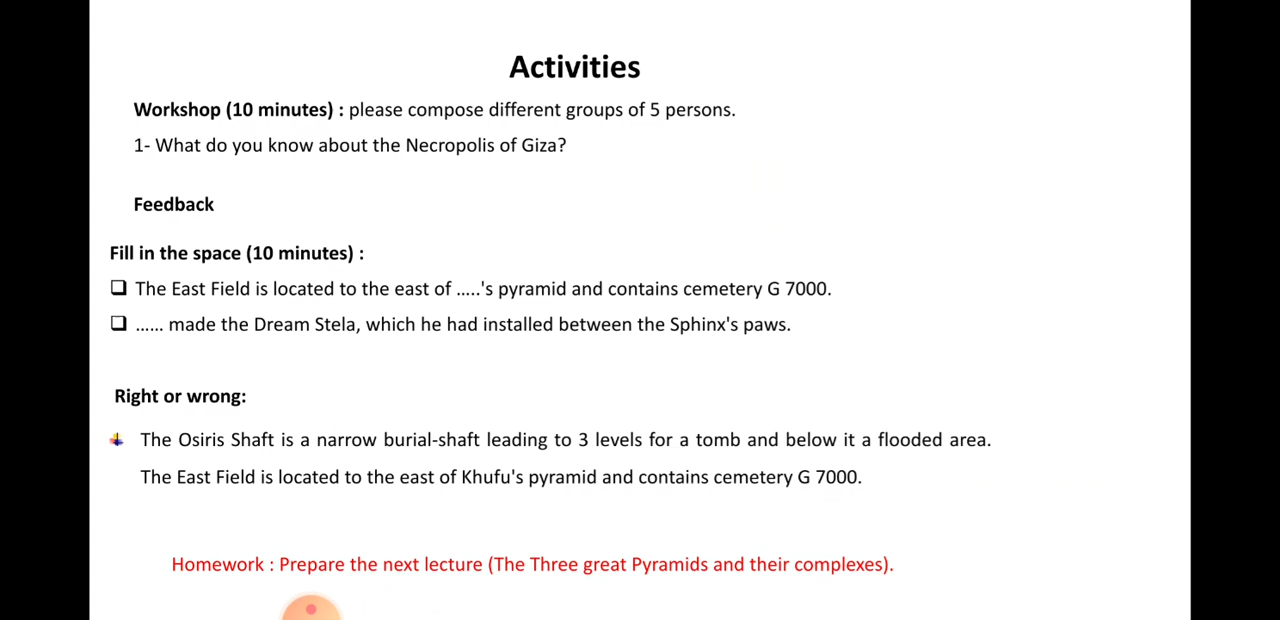 Activities
Workshop (10 minutes) : please compose different groups of 5 persons.
1- What do you know about the Necropolis of Giza?
Feedback
Fill in the space (10 minutes) :
The East Field is located to the east of .....'s pyramid and contains cemetery G 7000.
...... made the Dream Stela, which he had installed between the Sphinx's paws.
Right or wrong:
The Osiris Shaft is a narrow burial-shaft leading to 3 levels for a tomb and below it a flooded area.
The East Field is located to the east of Khufu's pyramid and contains cemetery G 7000.
Homework : Prepare the next lecture (The Three great Pyramids and their complexes).